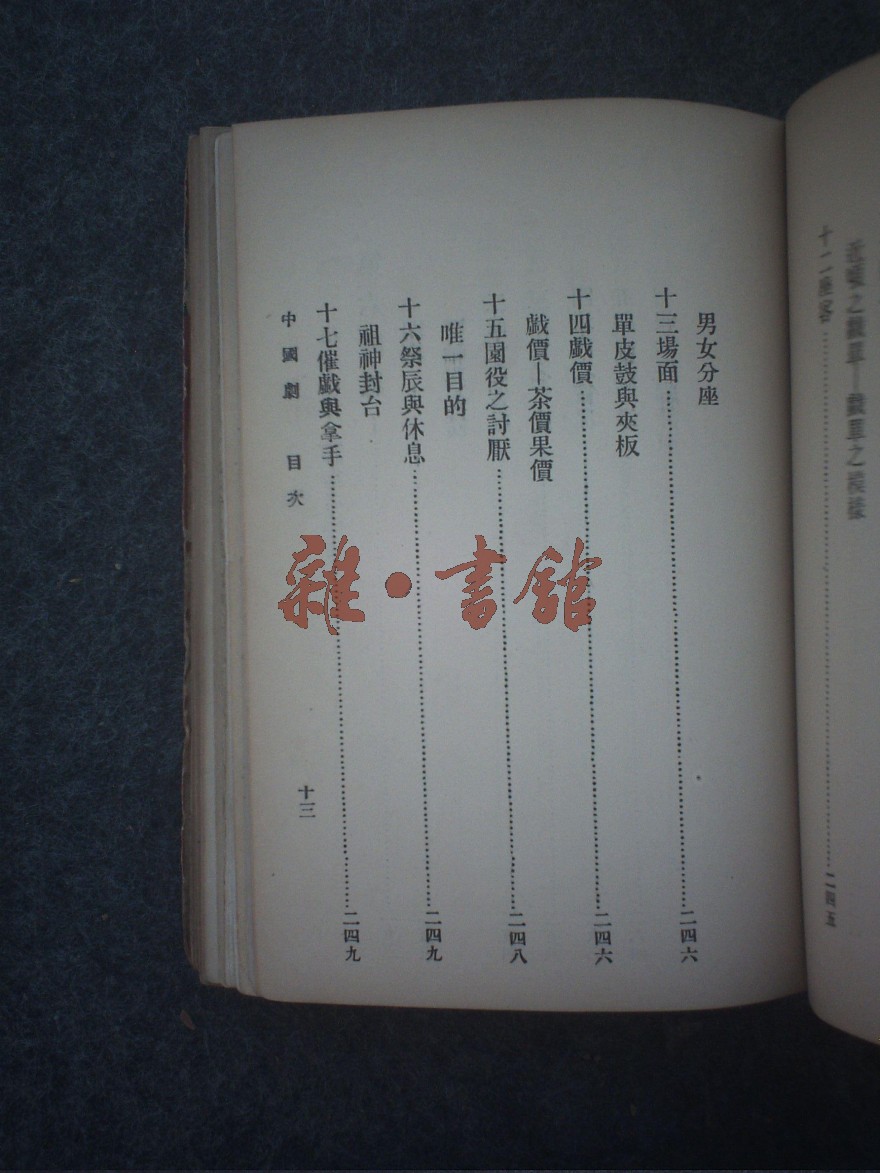 十二座客……二四五
男女分座
十三場面……二四六
單皮鼓與夾板
十四戲價……二四六
戲價—茶價果價
十五園役之討厭……二四八
唯一目的
十六祭辰與休息……二四九
祖神封台
十七催戲與拿手……二四九
中國劇 目次
十三
雜·書館